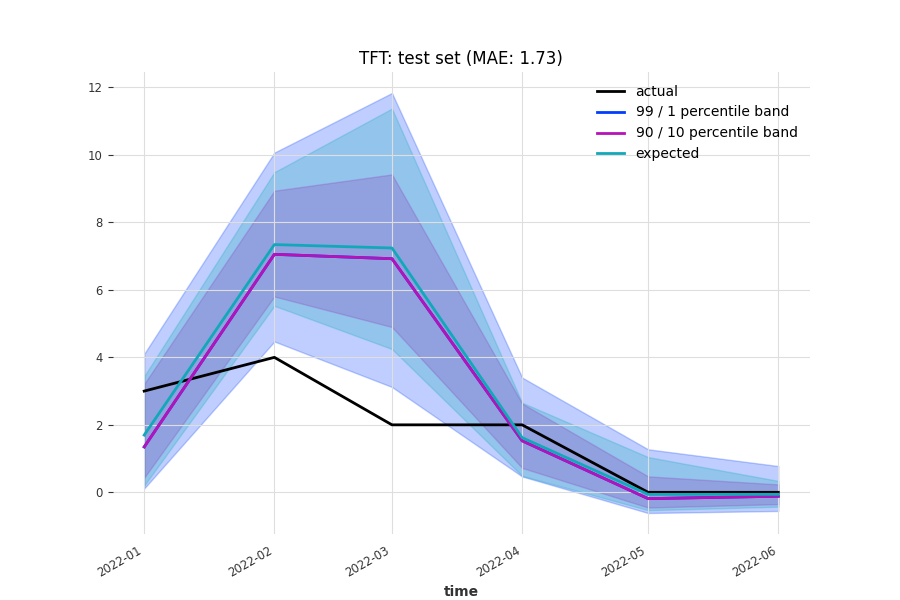 TFT: test set (MAE: 1.73)
actual
99 / 1 percentile band
90 / 10 percentile band
expected
12
10
8
6
4
2
0
2022-01
2022-02
2022-03
2022-04
2022-05
2022-06
time